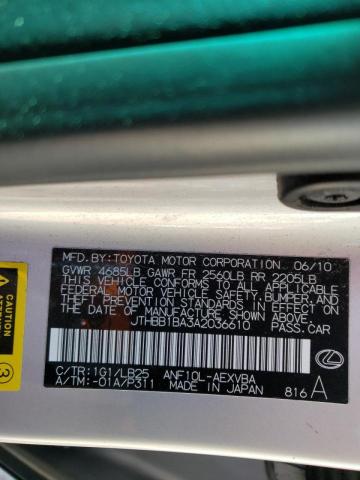 MFD.BY:TOYOTA MOTOR CORPORATION 06/10
GVWR 4685LB GAWR FR 2560LB RR 2205LB
THIS VEHICLE CONFORMS TO ALL APPLICABLE
FEDERAL MOTOR VEHICLE SAFETY, BUMPER, AND
THEFT PREVENTION STANDARDS IN EFFECT ON
THE DATE OF MANUFACTURE SHOWN ABOVE.
JTHBB1BA3A2036610 PASS.CAR
C/TR:1G1/LB25 ANF10L-AEXVBA
A/TM:-01A/P3T1 MADE IN JAPAN 816A
3